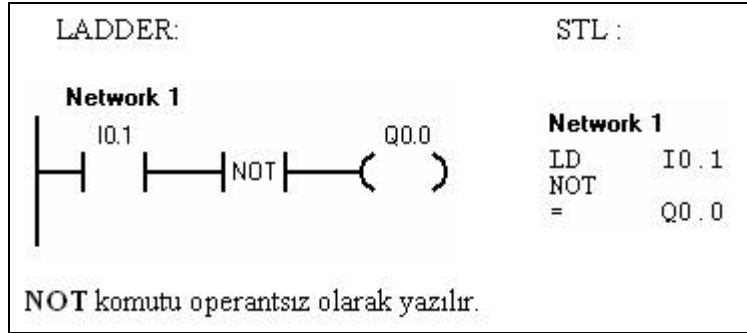 LADDER:
STL :
Network 1
I0.1
NOT
Q0.0
Network 1
LD I0.1
NOT
= Q0.0
NOT komutu operantsız olarak yazılır.